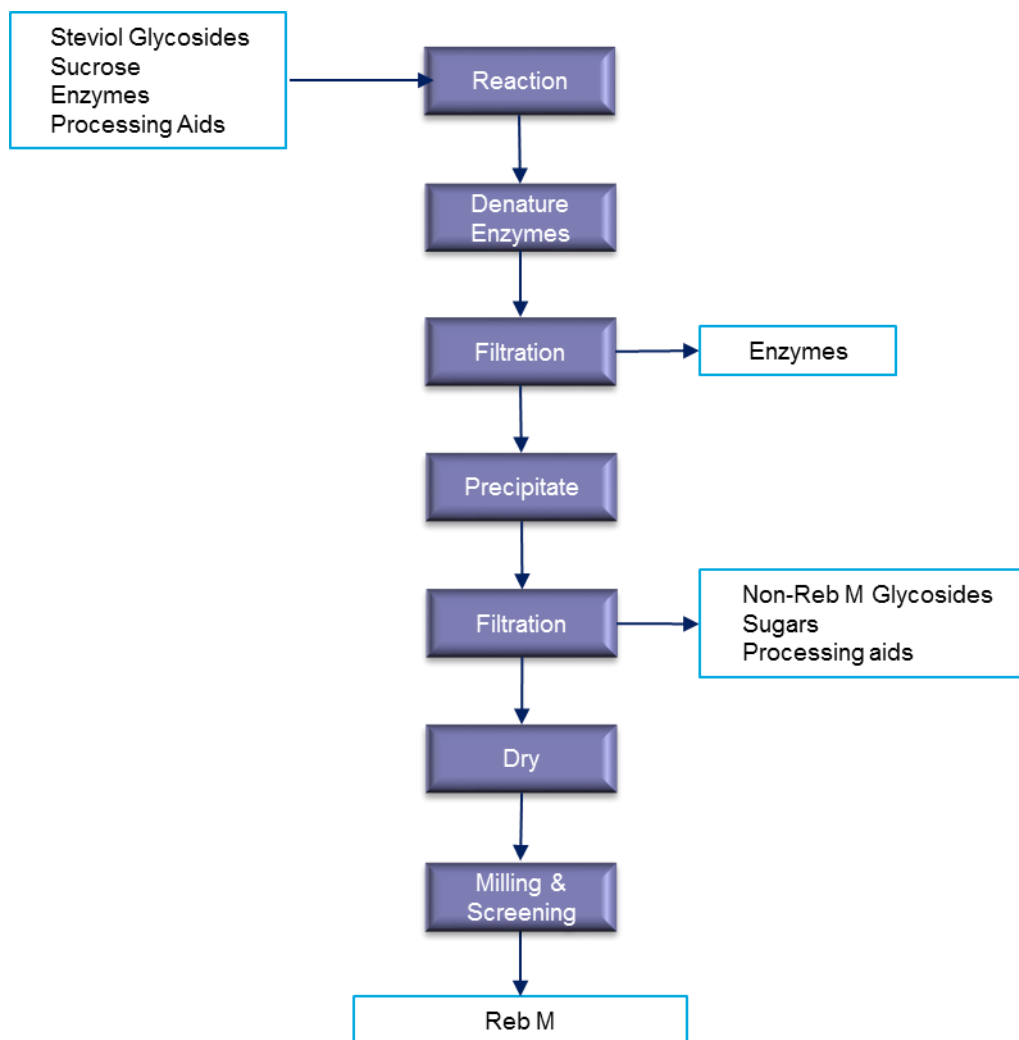 Steviol Glycosides
Sucrose
Enzymes
Processing Aids
Reaction
Denature
Enzymes
Filtration
Enzymes
Precipitate
Filtration
Non-Reb M Glycosides
Sugars
Processing aids
Dry
Milling &
Screening
Reb M